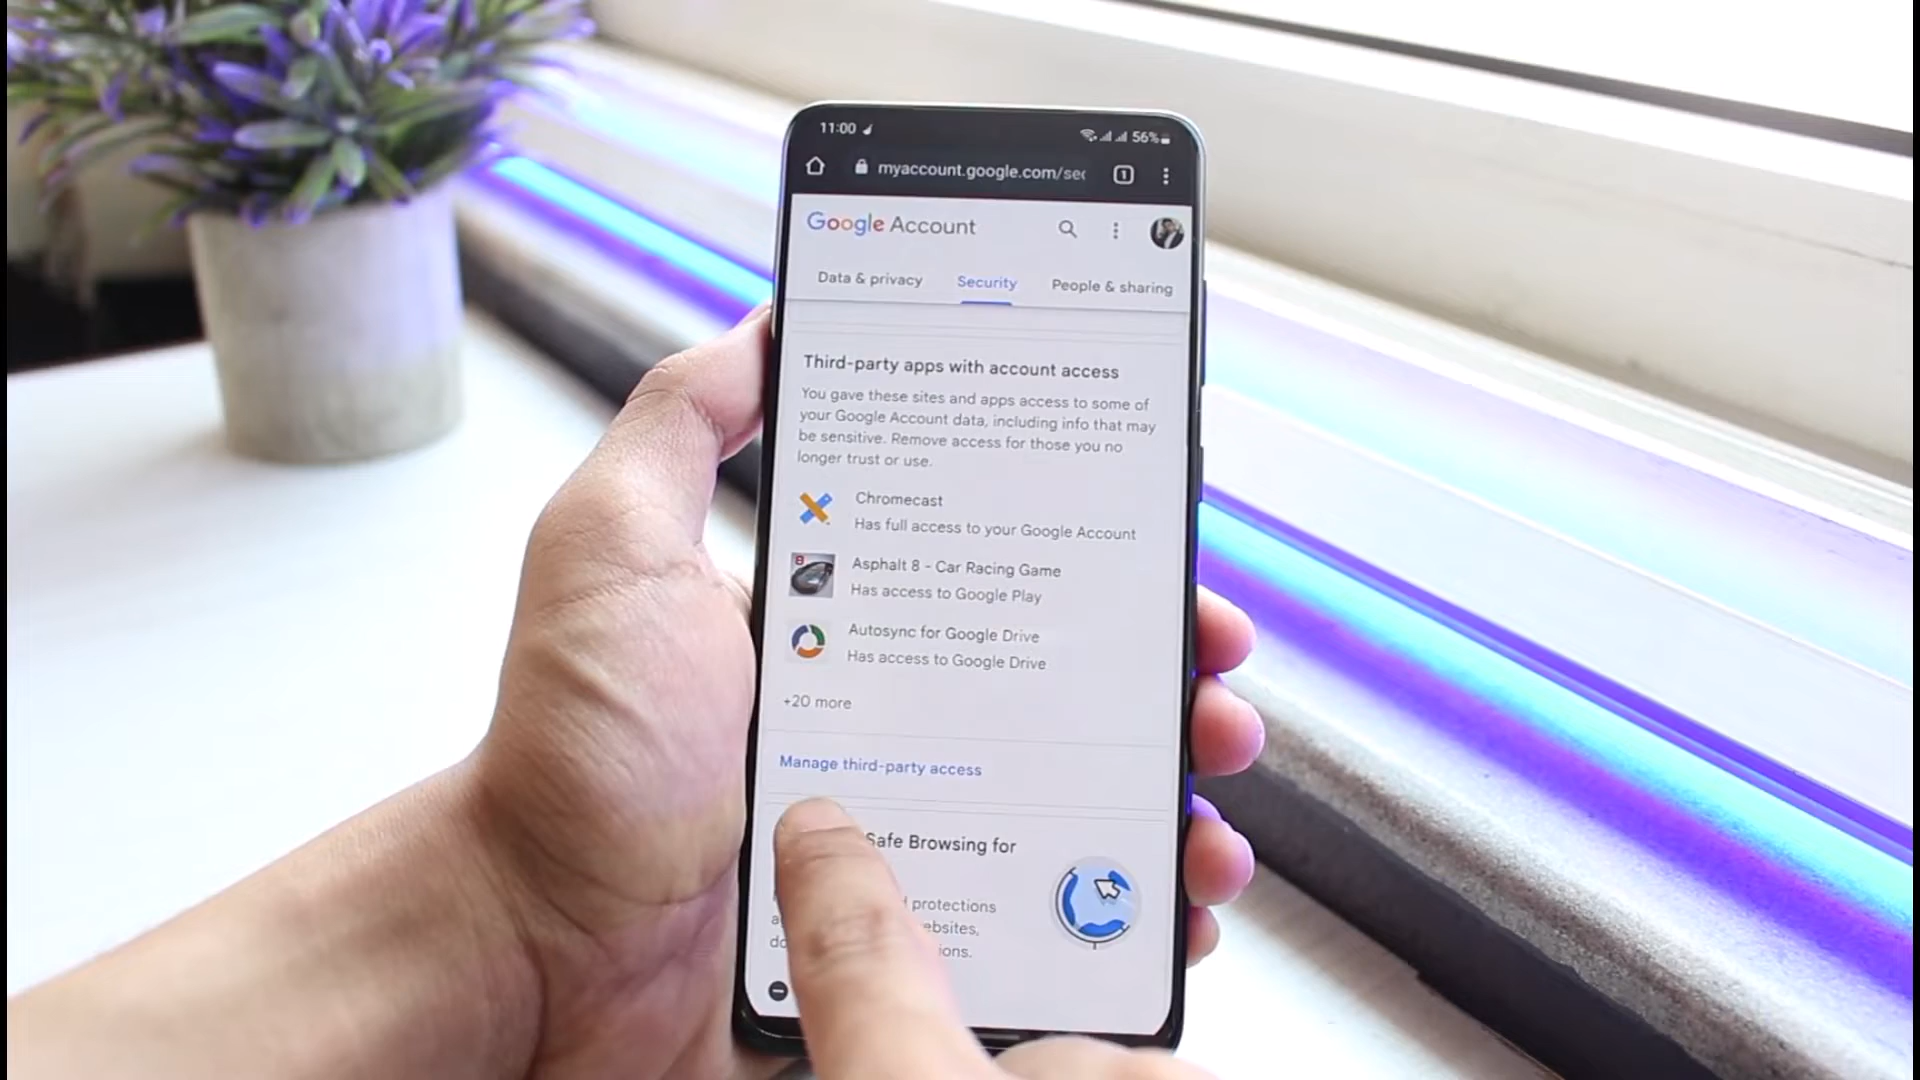 11:00
56%
myaccount.google.com/sec
1
Google Account
Data & privacy
Security
People & sharing
Third-party apps with account access
You gave these sites and apps access to some of
your Google Account data, including info that may
be sensitive. Remove access for those you no
longer trust or use.
Chromecast
Has full access to your Google Account
8
Asphalt 8 - Car Racing Game
Has access to Google Play
Autosync for Google Drive
Has access to Google Drive
+20 more
Manage third-party access
Safe Browsing for
protections
ebsites,
do
ions.